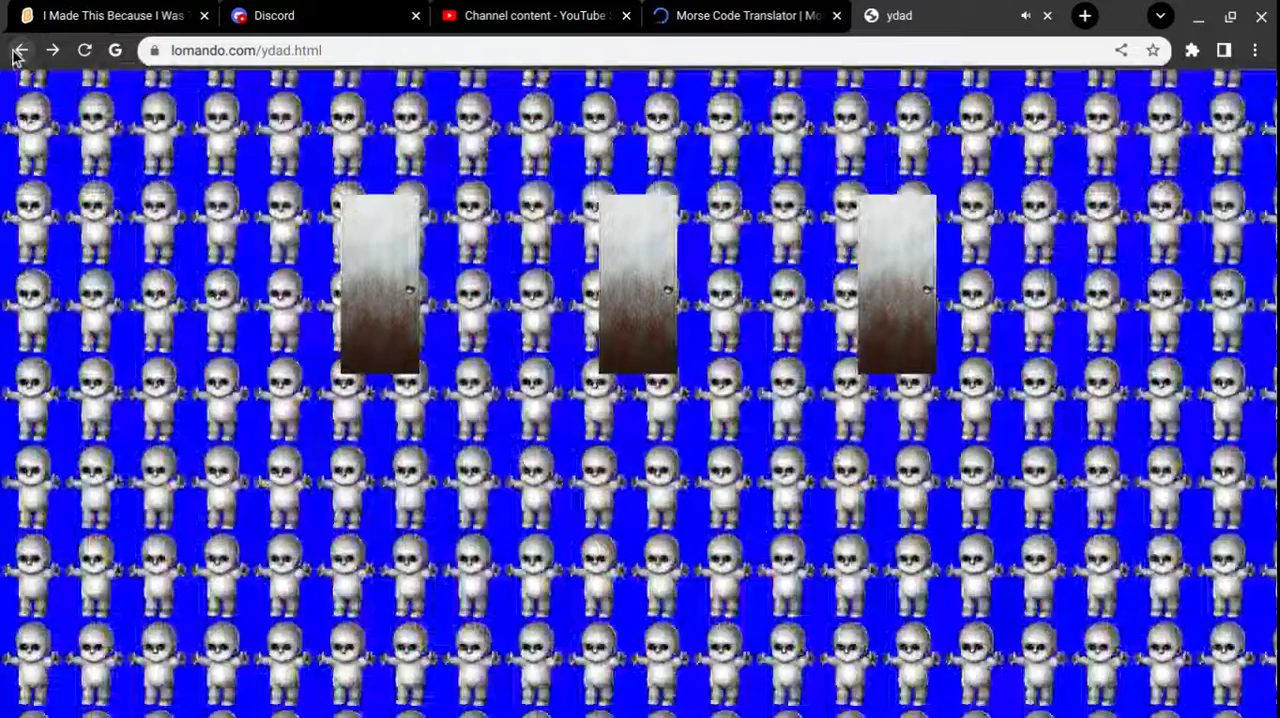 I Made This Because I Was
Discord
Channel content - YouTube
Morse Code Translator | Mo
ydad
lomando.com/ydad.html